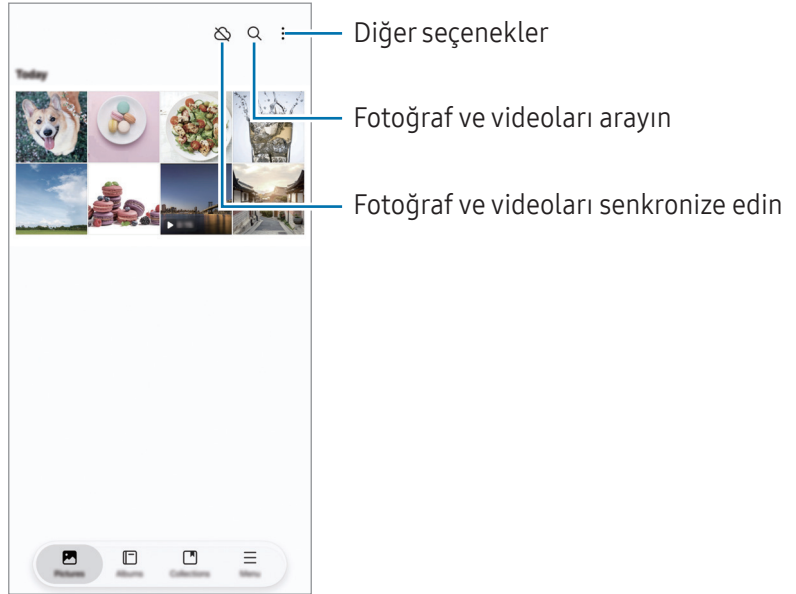 Diğer seçenekler
Today
Fotoğraf ve videoları arayın
Fotoğraf ve videoları senkronize edin
Pictures
Albums
Collections
Menu